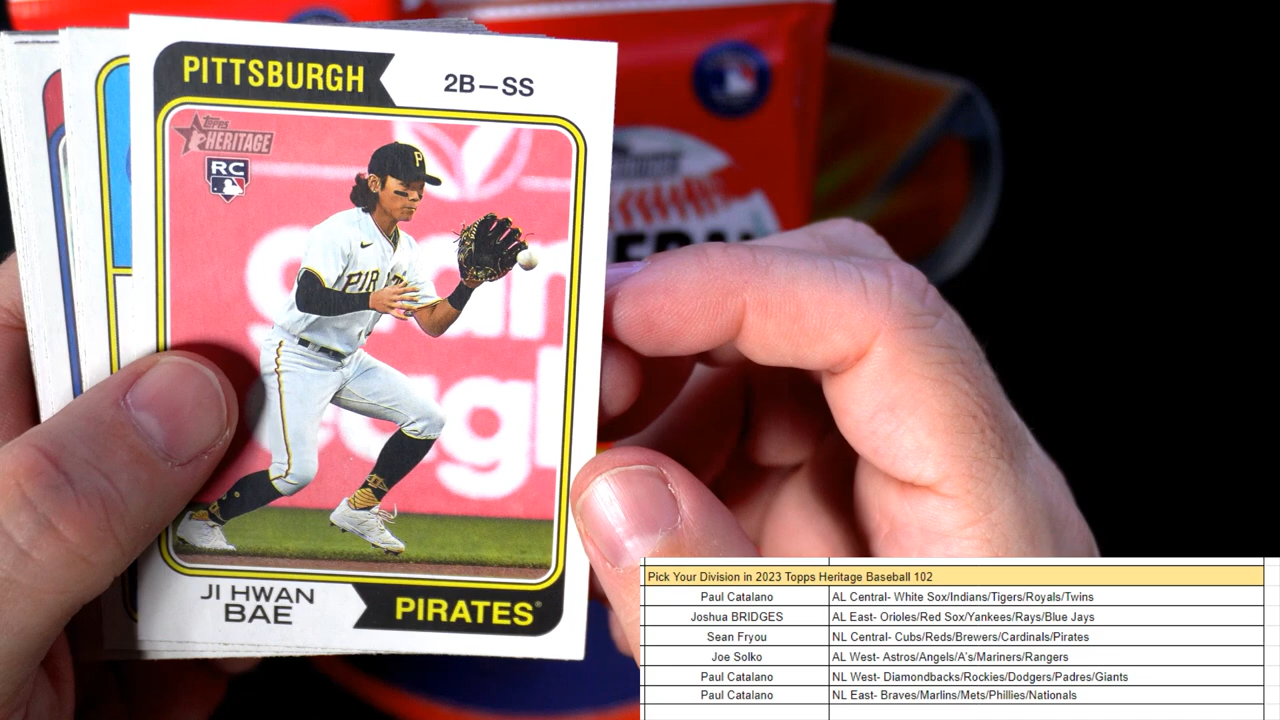 PITTSBURGH
2B—SS
TOPPS
HERITAGE
RC
P
PIRATES
JI HWAN
BAE
PIRATES
Pick Your Division in 2023 Topps Heritage Baseball 102
Paul Catalano AL Central- White Sox/Indians/Tigers/Royals/Twins
Joshua BRIDGES AL East- Orioles/Red Sox/Yankees/Rays/Blue Jays
Sean Fryou NL Central- Cubs/Reds/Brewers/Cardinals/Pirates
Joe Solko AL West- Astros/Angels/A's/Mariners/Rangers
Paul Catalano NL West- Diamondbacks/Rockies/Dodgers/Padres/Giants
Paul Catalano NL East- Braves/Marlins/Mets/Phillies/Nationals